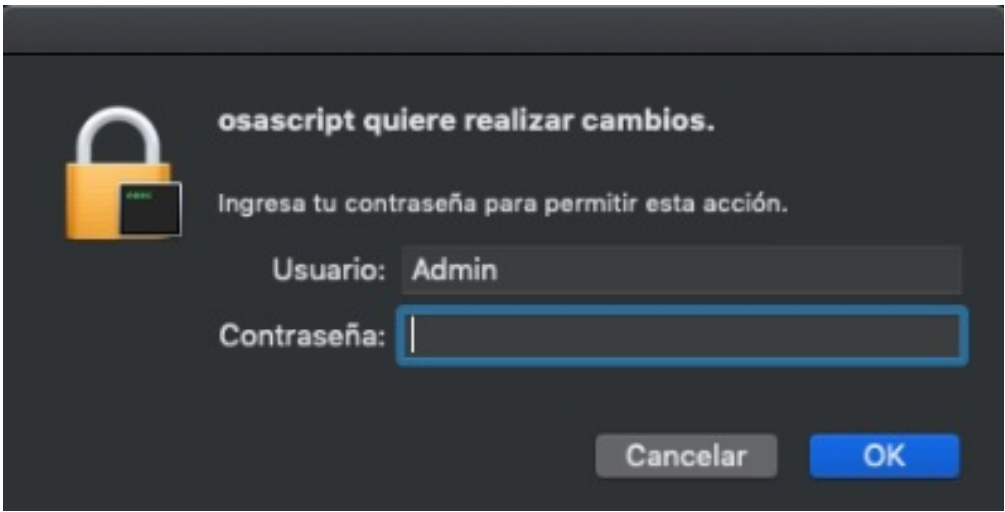 osascript quiere realizar cambios.
Ingresa tu contraseña para permitir esta acción.
Usuario: Admin
Contraseña:
Cancelar OK